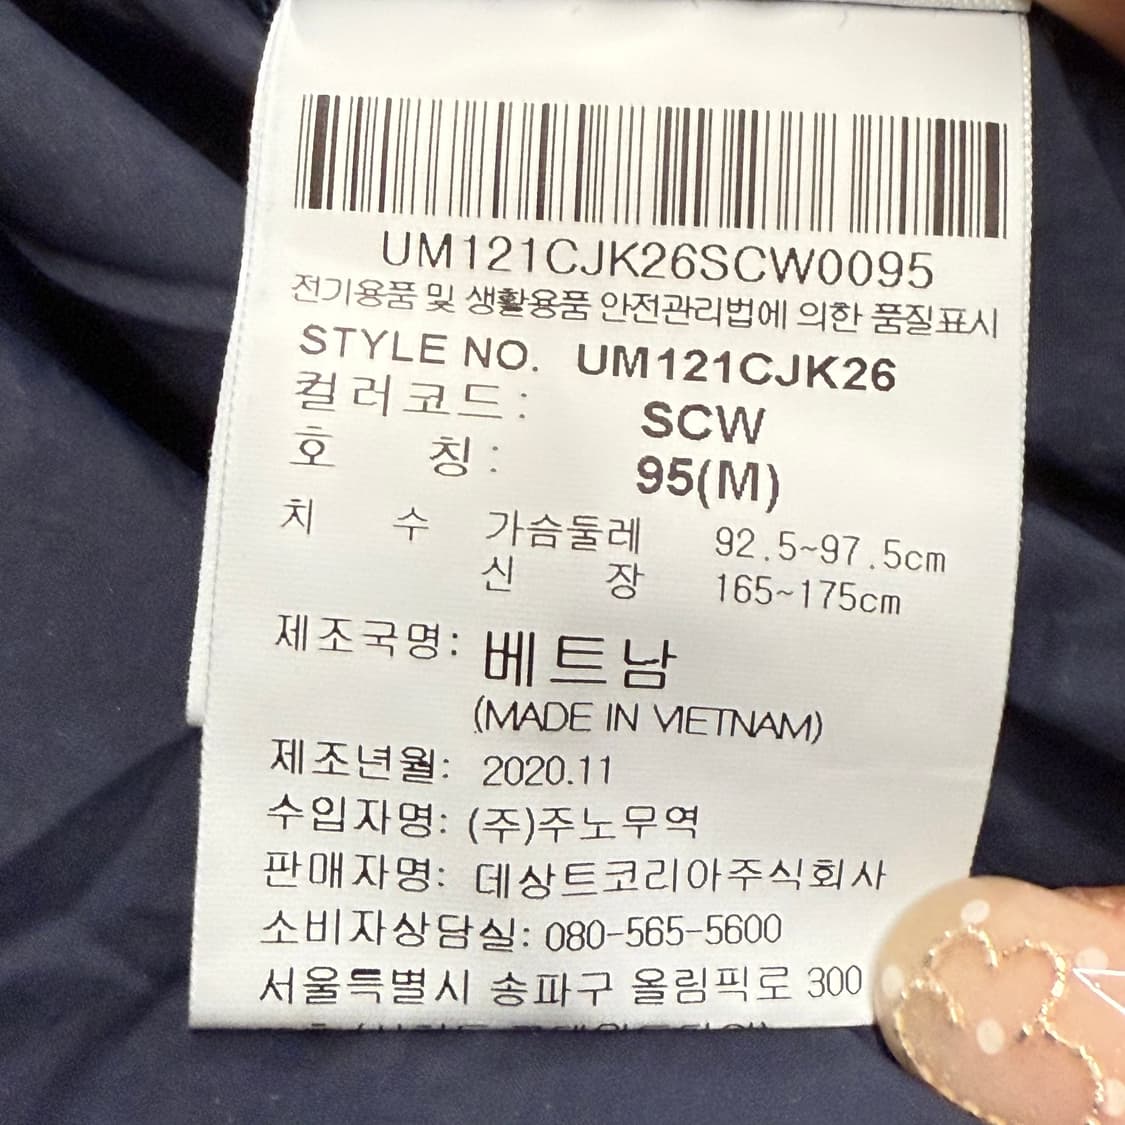 UM121CJK26SCW0095
전기용품 및 생활용품 안전관리법에 의한 품질표시
STYLE NO. UM121CJK26
컬러코드: SCW
호 칭: 95(M)
치 수 가슴둘레 92.5~97.5cm
신 장 165~175cm
제조국명: 베트남
(MADE IN VIETNAM)
제조년월: 2020.11
수입자명: (주)주노무역
판매자명: 데상트코리아주식회사
소비자상담실: 080-565-5600
서울특별시 송파구 올림픽로 300